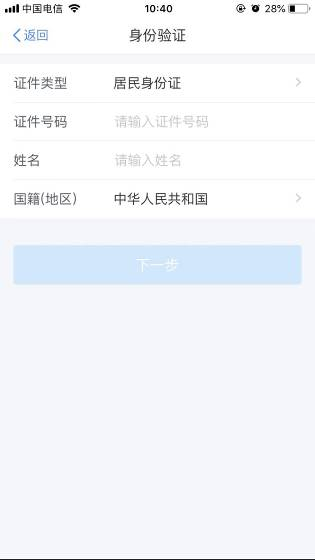 中国电信 10:40 28%
返回 身份验证
证件类型 居民身份证
证件号码 请输入证件号码
姓名 请输入姓名
国籍(地区) 中华人民共和国
下一步